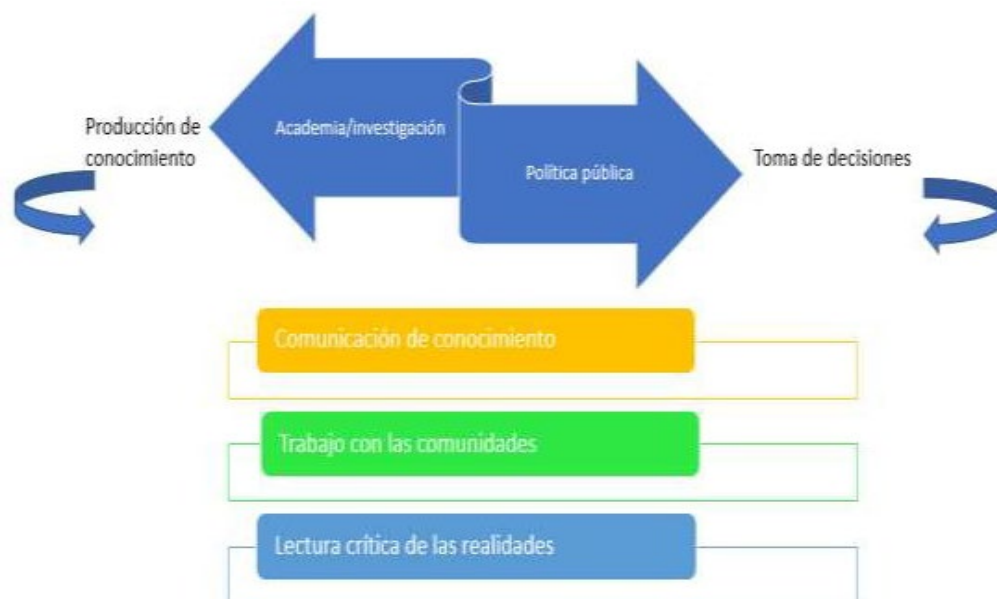 Producción de
conocimiento
Academia/investigación
Política pública
Toma de decisiones
Comunicación de conocimiento
Trabajo con las comunidades
Lectura crítica de las realidades